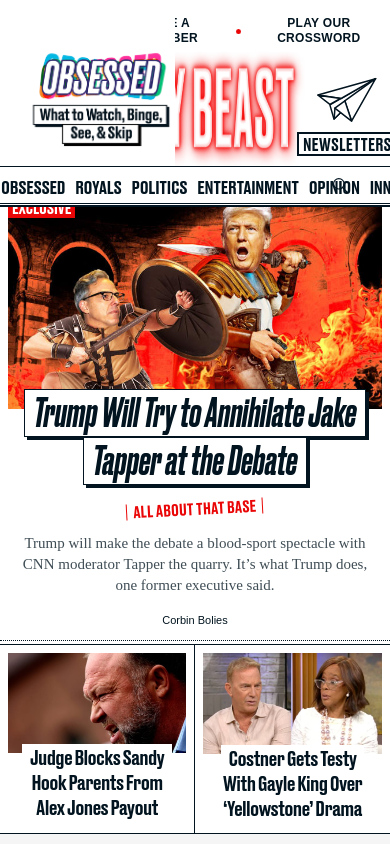 E A
BER
PLAY OUR
CROSSWORD
OBSESSED
What to Watch, Binge,
See, & Skip
Y BEAST
NEWSLETTERS
OBSESSED ROYALS POLITICS ENTERTAINMENT OPINION INN
EXCLUSIVE
Trump Will Try to Annihilate Jake
Tapper at the Debate
ALL ABOUT THAT BASE
Trump will make the debate a blood-sport spectacle with
CNN moderator Tapper the quarry. It’s what Trump does,
one former executive said.
Corbin Bolies
Judge Blocks Sandy
Hook Parents From
Alex Jones Payout
Costner Gets Testy
With Gayle King Over
‘Yellowstone’ Drama